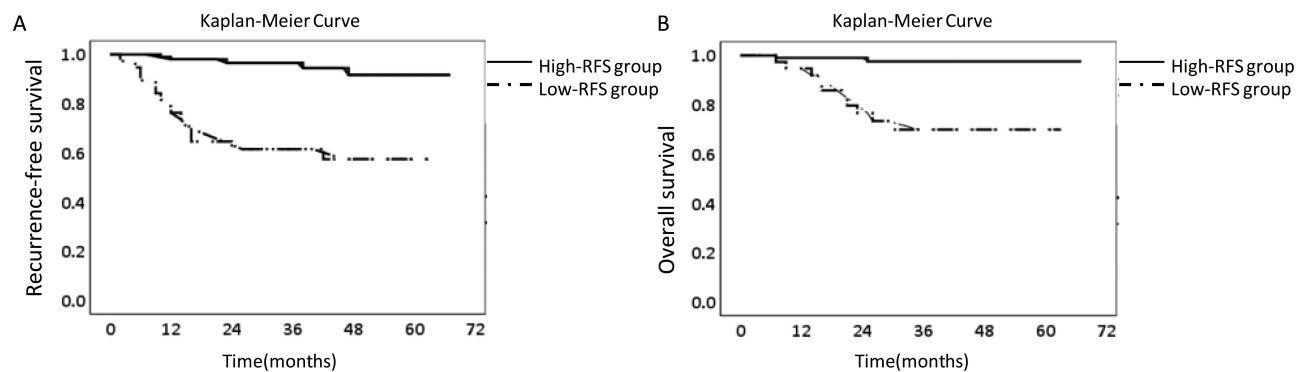 A
Kaplan-Meier Curve
Recurrence-free survival
1.0
0.8
0.6
0.4
0.2
0.0
0 12 24 36 48 60 72
Time(months)
High-RFS group
Low-RFS group
B
Kaplan-Meier Curve
Overall survival
1.0
0.8
0.6
0.4
0.2
0.0
0 12 24 36 48 60 72
Time(months)
High-RFS group
Low-RFS group